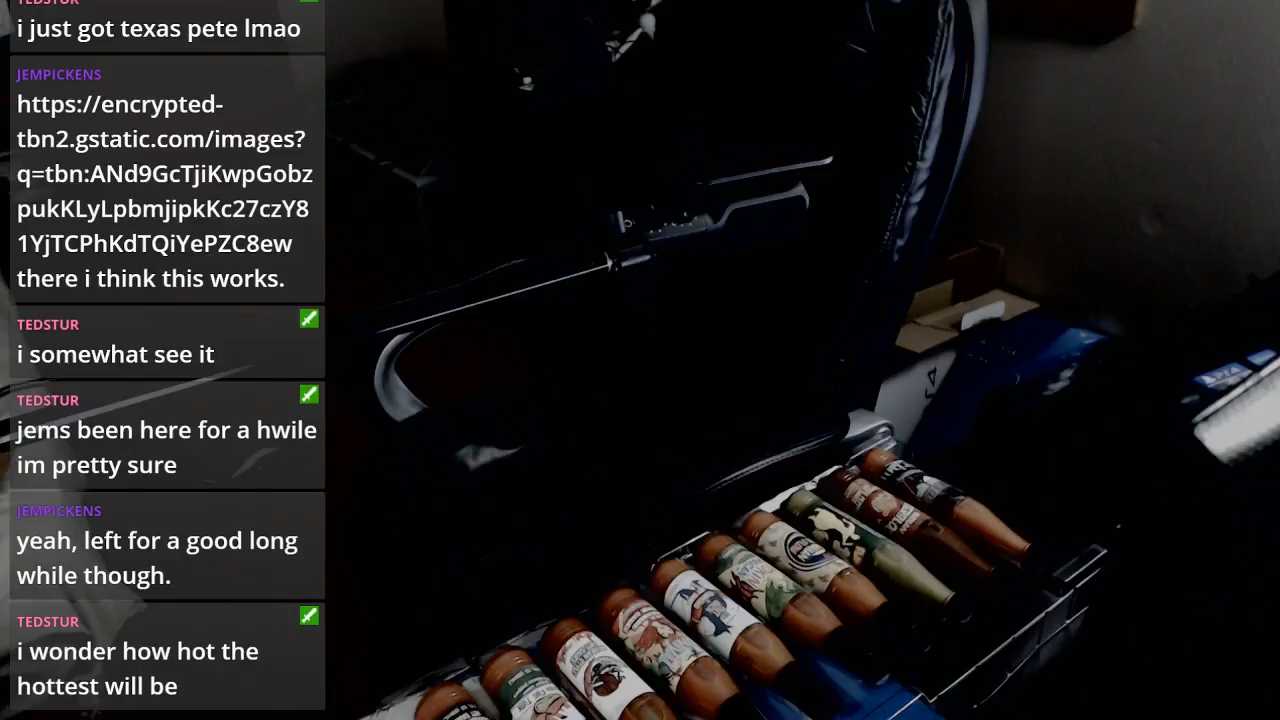 TEDSTUR
i just got texas pete lmao
JEMPICKENS
https://encrypted-
tbn2.gstatic.com/images?
q=tbn:ANd9GcTjiKwpGobz
pukKLyLpbmjipkKc27czY8
1YjTCPhKdTQiYePZC8ew
there i think this works.
TEDSTUR
i somewhat see it
TEDSTUR
jems been here for a hwile
im pretty sure
JEMPICKENS
yeah, left for a good long
while though.
TEDSTUR
i wonder how hot the
hottest will be